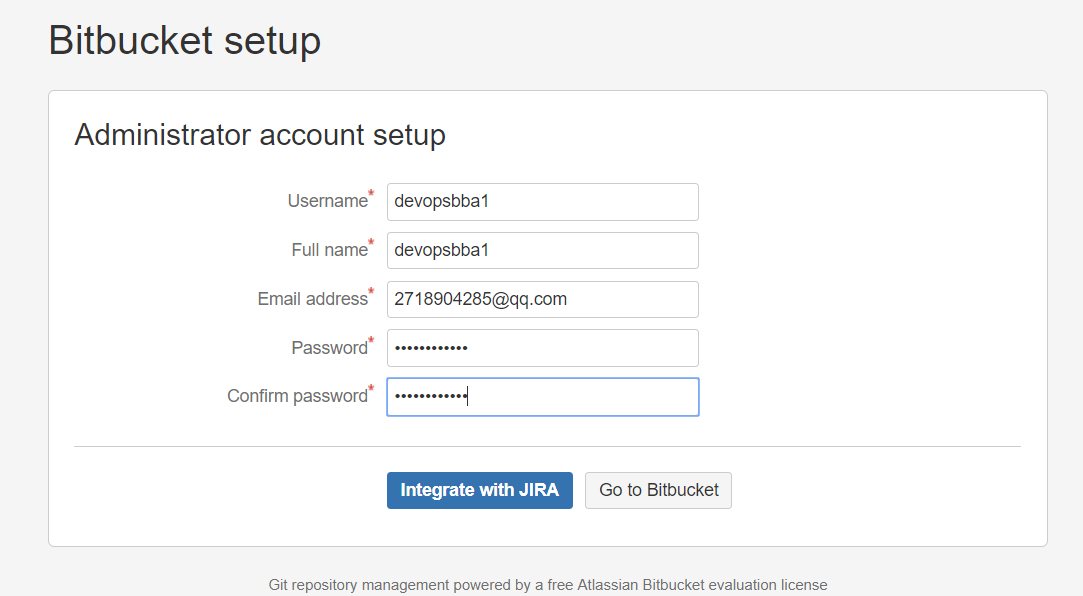 Bitbucket setup
Administrator account setup
Username* devopsbba1
Full name* devopsbba1
Email address* 2718904285@qq.com
Password* ••••••••••••
Confirm password* ••••••••••••
Integrate with JIRA Go to Bitbucket
Git repository management powered by a free Atlassian Bitbucket evaluation license